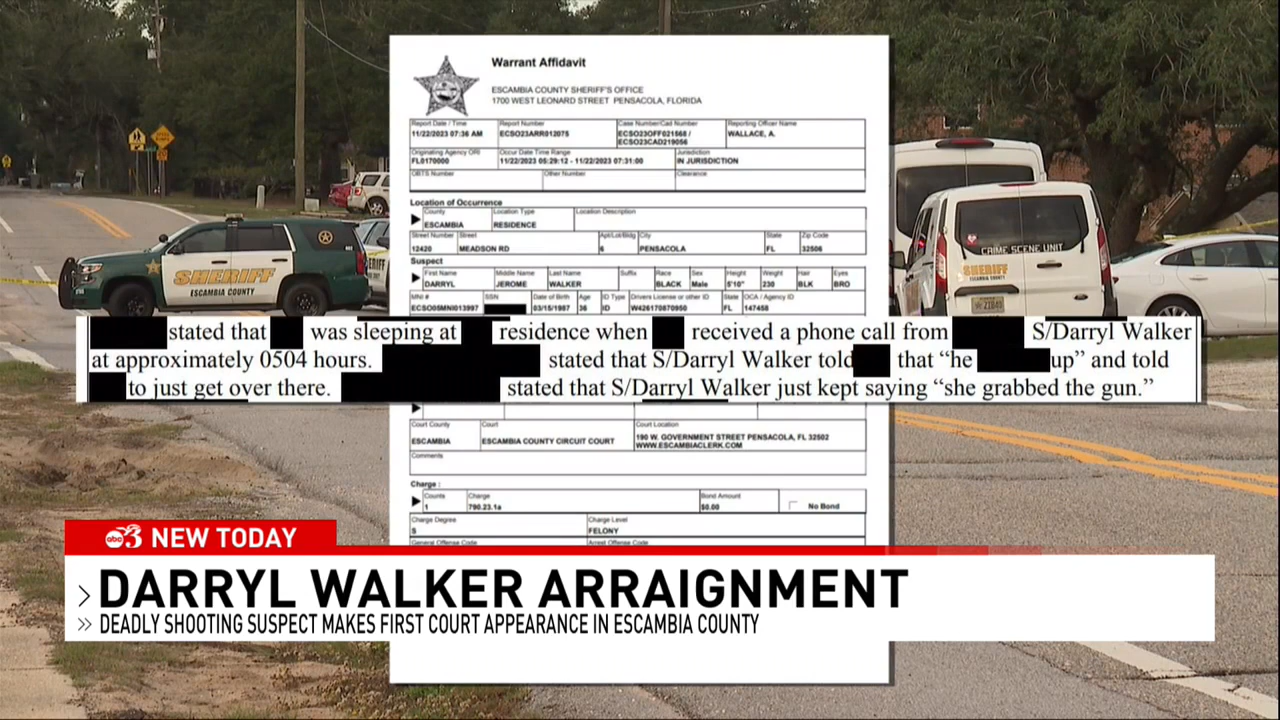 Warrant Affidavit
ESCAMBIA COUNTY SHERIFF'S OFFICE
1700 WEST LEONARD STREET PENSACOLA, FLORIDA
Report Date / Time Report Number Case Number/Cad Number Reporting Officer Name
11/22/2023 07:36 AM ECSO23ARR012075 ECSO23OFF021568 / WALLACE, A.
ECSO23CAD219056
Originating Agency ORI Occur Date Time Range Jurisdiction
FL0170000 11/22/2023 05:29:12 - 11/22/2023 07:31:00 IN JURISDICTION
OBTS Number Other Number Clearance
Location of Occurrence
County Location Type Location Description
ESCAMBIA RESIDENCE
Street Number Street Apt/Lot/Bldg City State Zip Code
12420 MEADSON RD 6 PENSACOLA FL 32506
Suspect
First Name Middle Name Last Name Suffix Race Sex Height Weight Hair Eyes
DARRYL JEROME WALKER BLACK Male 5'10" 230 BLK BRO
MNI # SSN Date of Birth Age ID Type Drivers License or other ID State OCA / Agency ID
ECSO05MNI013997 03/15/1987 36 ID W426170870950 FL 147458
stated that was sleeping at residence when received a phone call from S/Darryl Walker
at approximately 0504 hours. stated that S/Darryl Walker told that “he up” and told
to just get over there. stated that S/Darryl Walker just kept saying “she grabbed the gun.”
Court County Court Court Location
ESCAMBIA ESCAMBIA COUNTY CIRCUIT COURT 190 W. GOVERNMENT STREET PENSACOLA, FL 32502
WWW.ESCAMBIACLERK.COM
Comments
Charge :
Counts Charge Bond Amount No Bond
1 790.23.1a $0.00
Charge Degree Charge Level
S FELONY
General Offense Code Arrest Offense Code
SHERIFF
ESCAMBIA COUNTY
CRIME SCENE UNIT
SHERIFF
ESCAMBIA COUNTY
abc 3 NEW TODAY
DARRYL WALKER ARRAIGNMENT
DEADLY SHOOTING SUSPECT MAKES FIRST COURT APPEARANCE IN ESCAMBIA COUNTY